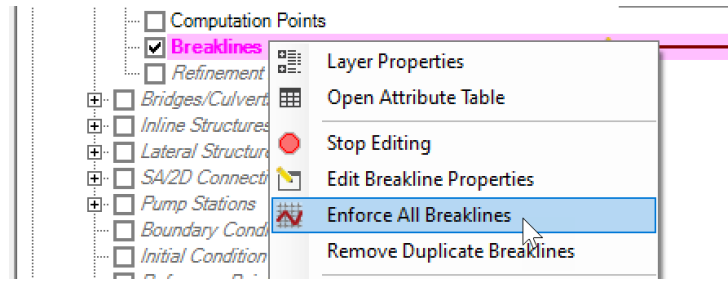 Computation Points
Breaklines
Refinement
Layer Properties
Bridges/Culvert
Open Attribute Table
Inline Structures
Lateral Structur
Stop Editing
SA/2D Connecti
Edit Breakline Properties
Pump Stations
Enforce All Breaklines
Boundary Condi
Initial Condition
Remove Duplicate Breaklines